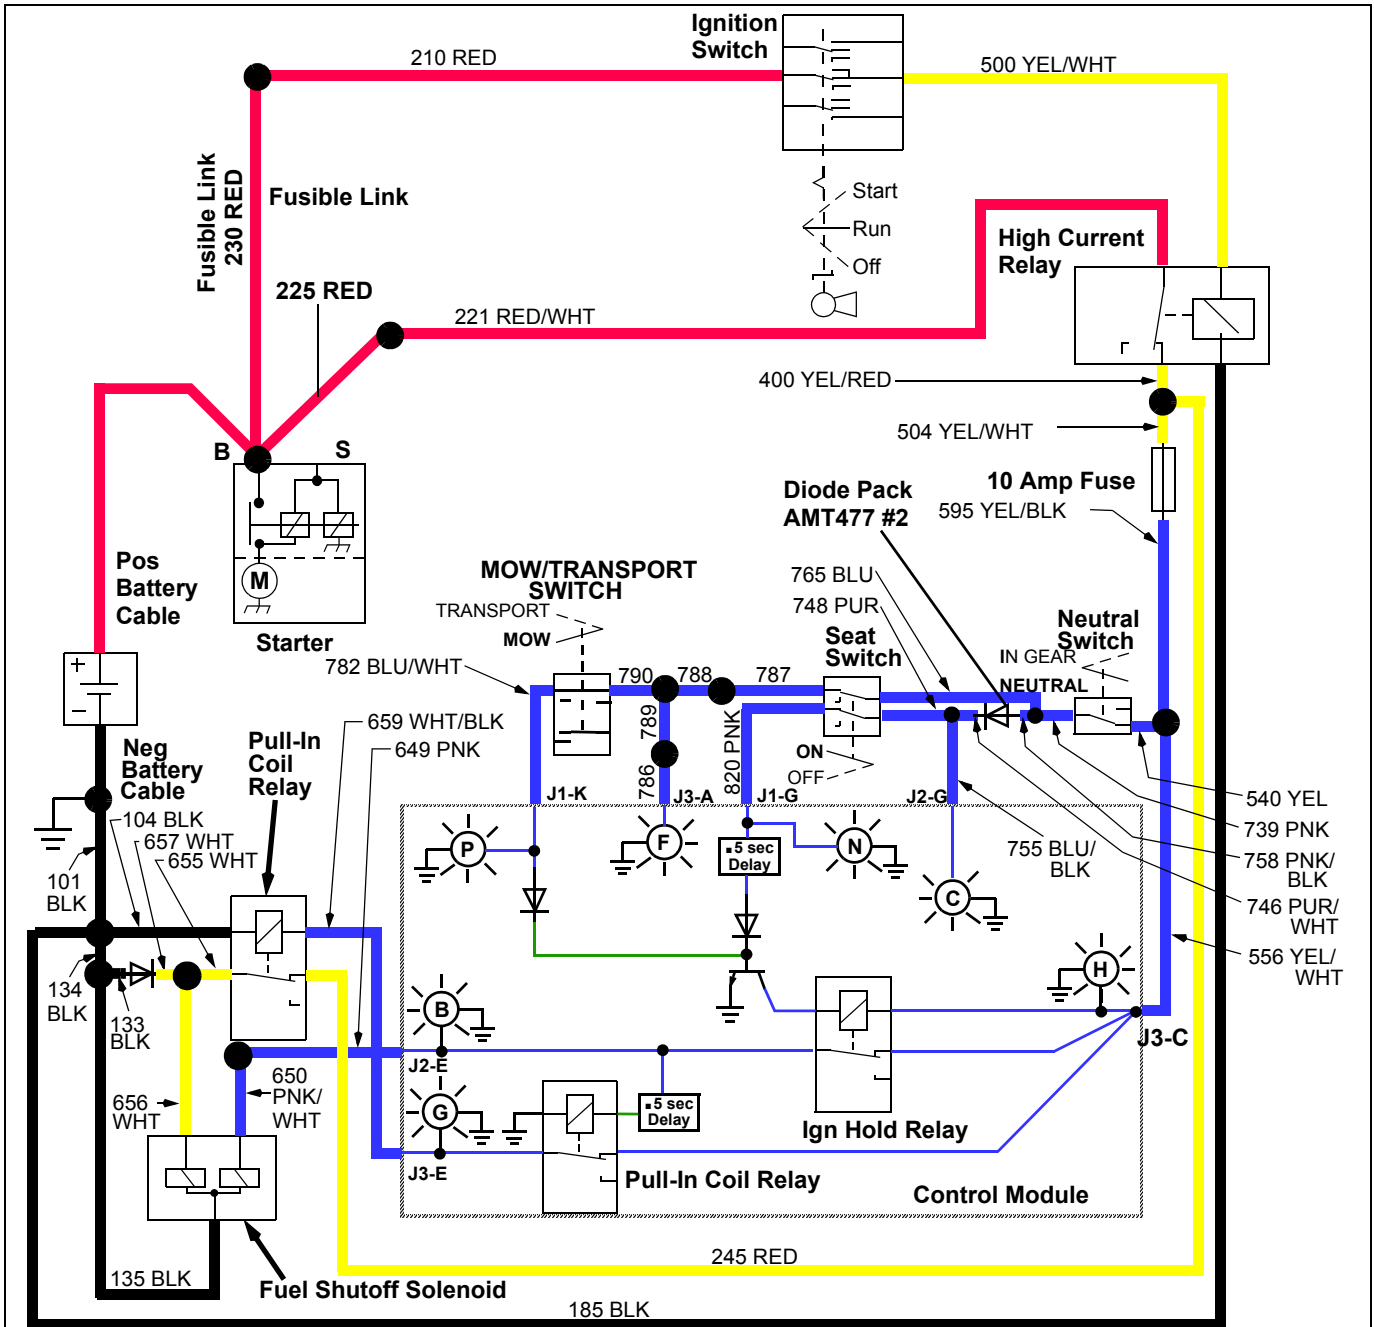 Ignition
Switch
210 RED
500 YEL/WHT
Fusible Link
230 RED
Fusible Link
Start
Run
Off
High Current
Relay
225 RED
221 RED/WHT
400 YEL/RED
504 YEL/WHT
B
S
10 Amp Fuse
595 YEL/BLK
Diode Pack
AMT477 #2
Pos
Battery
Cable
M
Starter
MOW/TRANSPORT
SWITCH
TRANSPORT
MOW
765 BLU
748 PUR
Seat
Switch
Neutral
Switch
IN GEAR
NEUTRAL
782 BLU/WHT
790
788
787
789
786
820 PNK
ON
OFF
+
−
659 WHT/BLK
649 PNK
Pull-In
Coil
Relay
Neg
Battery
Cable
104 BLK
657 WHT
655 WHT
J1-K
J3-A
J1-G
J2-G
540 YEL
739 PNK
758 PNK/
BLK
746 PUR/
WHT
556 YEL/
WHT
755 BLU/
BLK
P
F
.5 sec
Delay
N
C
H
101
BLK
134
BLK
133
BLK
B
J2-E
J3-C
650
PNK/
WHT
656
WHT
G
J3-E
.5 sec
Delay
Ign Hold Relay
Pull-In Coil Relay
Control Module
245 RED
135 BLK
Fuel Shutoff Solenoid
185 BLK